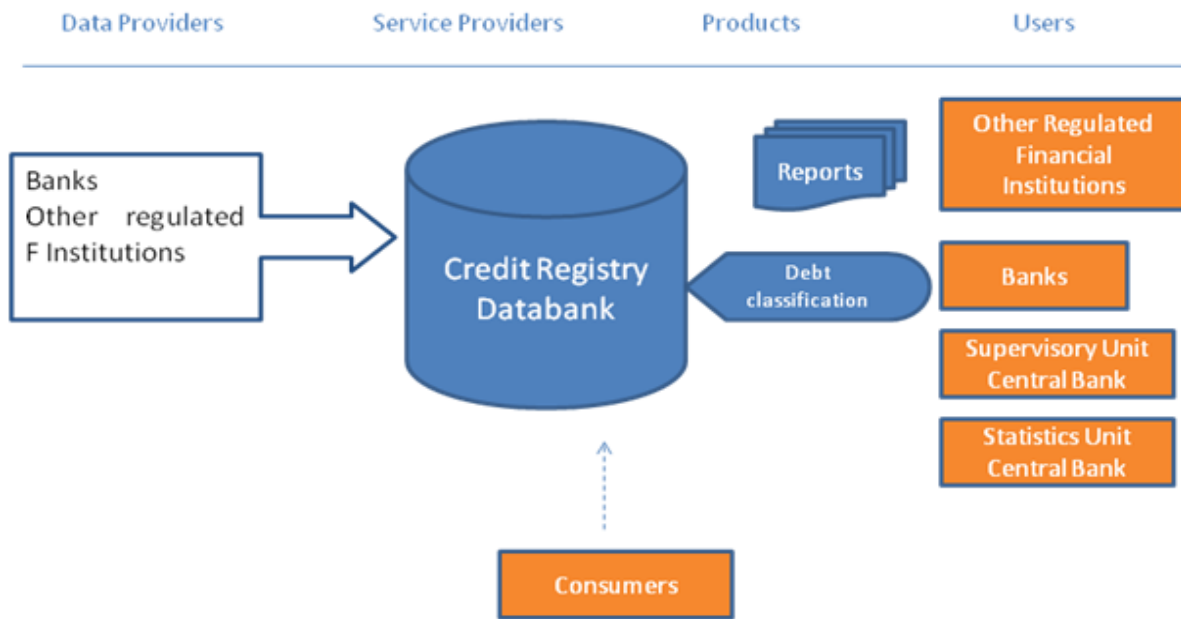 Data Providers
Service Providers
Products
Users
Banks
Other regulated
F Institutions
Credit Registry
Databank
Reports
Debt
classification
Other Regulated
Financial
Institutions
Banks
Supervisory Unit
Central Bank
Statistics Unit
Central Bank
Consumers